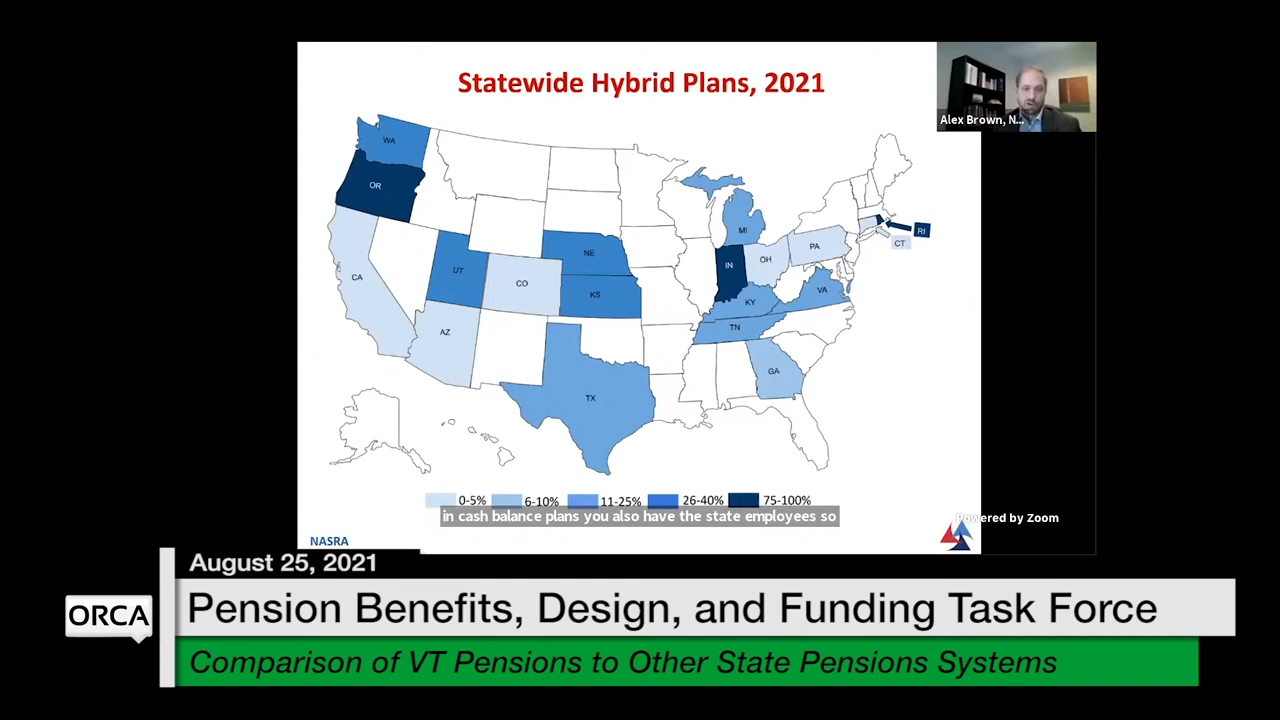 Statewide Hybrid Plans, 2021
Alex Brown, N...
WA
OR
MI
RI
CT
NE
IN
OH
PA
UT
CO
KS
KY
VA
CA
AZ
TN
TX
GA
0-5%
6-10%
11-25%
26-40%
75-100%
in cash balance plans you also have the state employees so
Powered by Zoom
NASRA
August 25, 2021
ORCA
Pension Benefits, Design, and Funding Task Force
Comparison of VT Pensions to Other State Pensions Systems